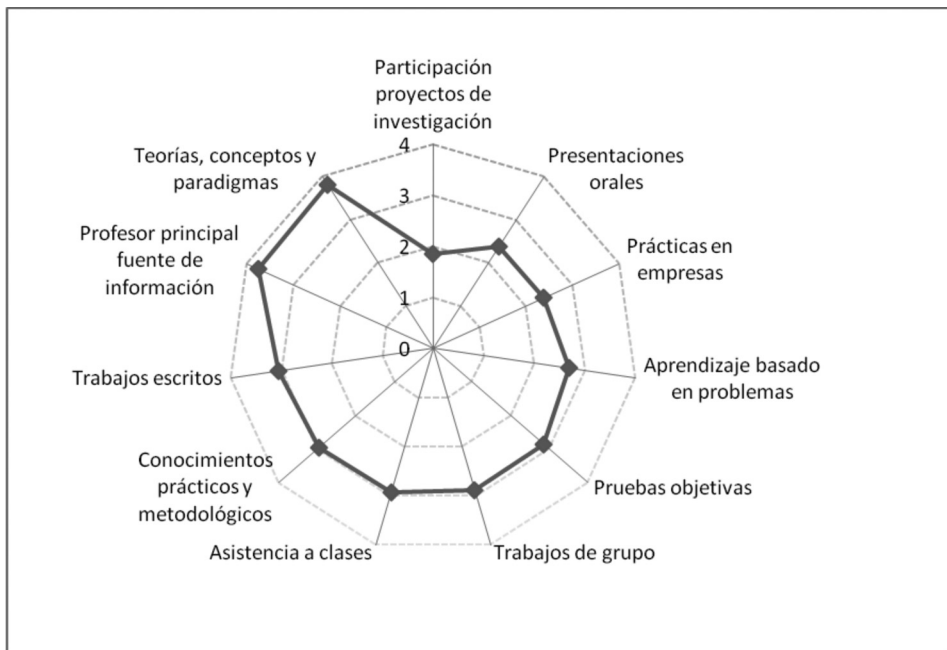 Participación
proyectos de
investigación
Presentaciones
orales
Prácticas en
empresas
Aprendizaje basado
en problemas
Pruebas objetivas
Trabajos de grupo
Asistencia a clases
Conocimientos
prácticos y
metodológicos
Trabajos escritos
Profesor principal
fuente de
información
Teorías, conceptos y
paradigmas
4
3
2
1
0